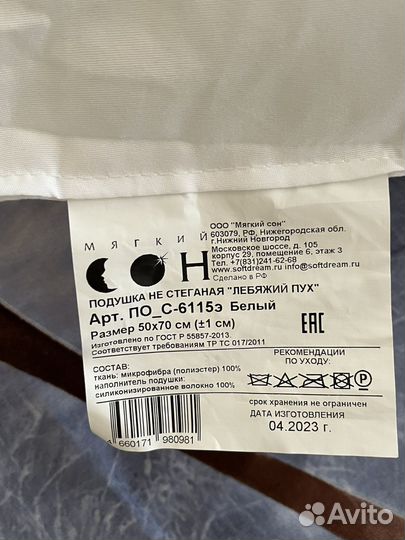 ООО "Мягкий сон"
603079, РФ, Нижегородская обл.
г.Нижний Новгород
Московское шоссе, д. 105
корпус 29, помещение 6, этаж 3
Тел.:+7(831)241-62-68
www.softdream.ru info@softdream.ru
Сделано в РФ
МЯГКИЙ
СОН
ПОДУШКА НЕ СТЕГАНАЯ "ЛЕБЯЖИЙ ПУХ"
Арт. ПО_С-6115э Белый
Размер 50х70 см (±1 см)
Изготовлено по ГОСТ Р 55857-2013.
Соответствует требованиям ТР ТС 017/2011
EAC
СОСТАВ:
ткань: микрофибра (полиэстер) 100%
наполнитель подушки:
силиконизированное волокно 100%
РЕКОМЕНДАЦИИ
ПО УХОДУ:
P
срок хранения не ограничен
ДАТА ИЗГОТОВЛЕНИЯ
04.2023 г.
660171 980981
Avito